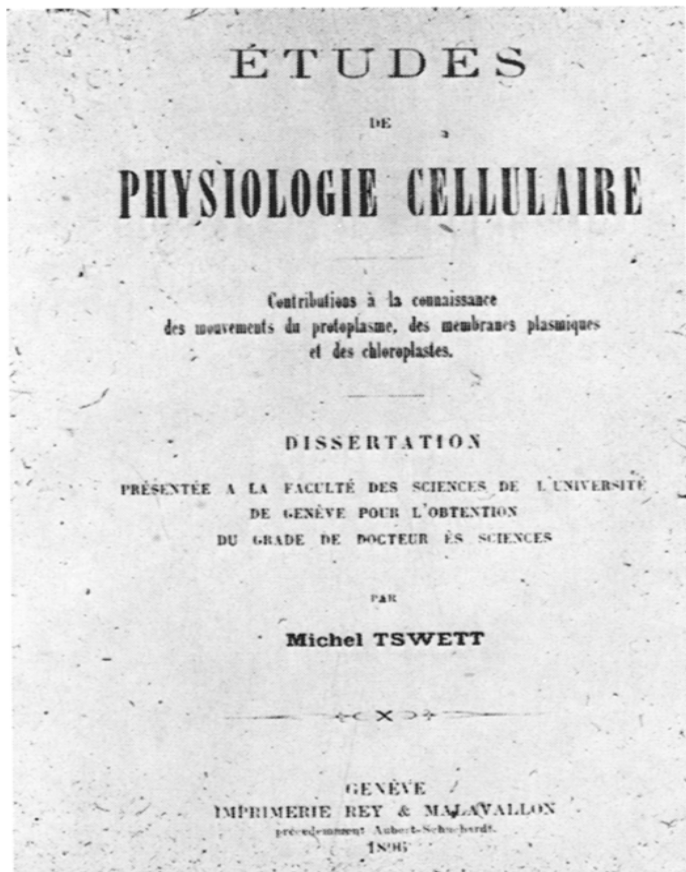 ÉTUDES
DE
PHYSIOLOGIE CELLULAIRE
Contributions à la connaissance
des mouvements du protoplasme, des membranes plasmiques
et des chloroplastes.
DISSERTATION
PRÉSENTÉE A LA FACULTÉ DES SCIENCES DE L'UNIVERSITÉ
DE GENÈVE POUR L'OBTENTION
DU GRADE DE DOCTEUR ÈS SCIENCES
PAR
Michel TSWETT
GENÈVE
IMPRIMERIE REY & MALAVALLON
précédemment Aubert-Schuchardt.
1896